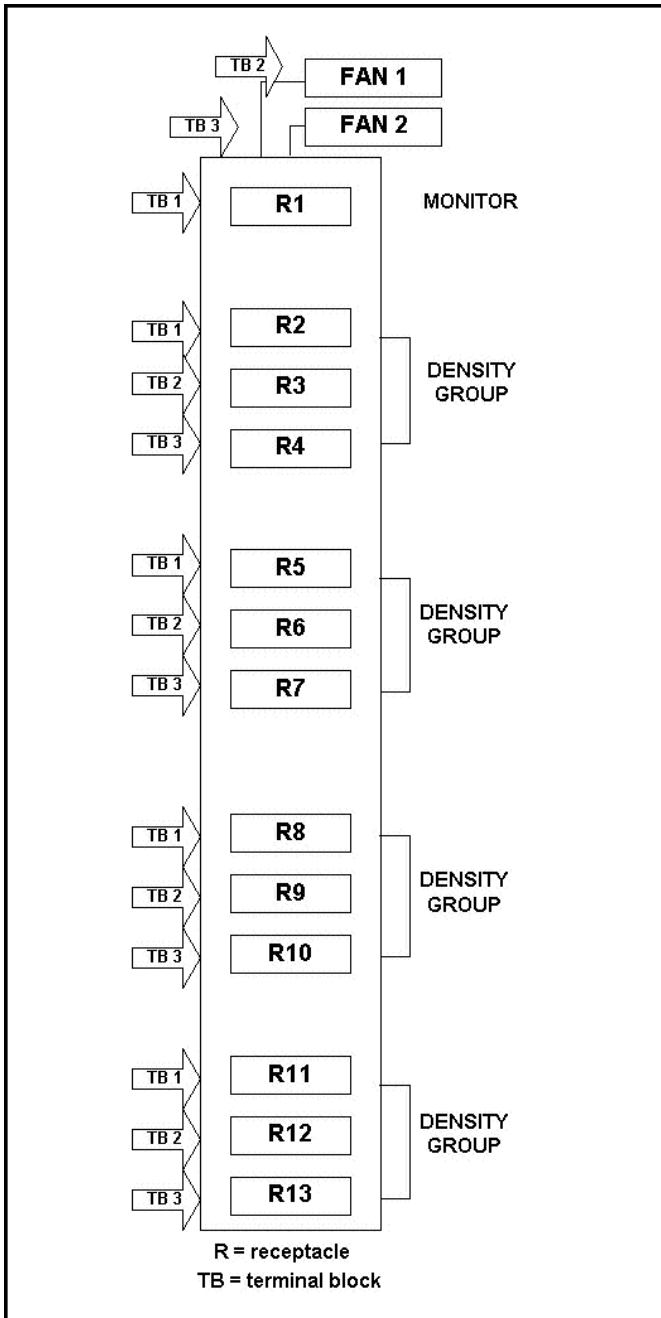 TB 2
FAN 1
TB 3
FAN 2
TB 1
R1
MONITOR
TB 1
R2
TB 2
R3
DENSITY
GROUP
TB 3
R4
TB 1
R5
TB 2
R6
DENSITY
GROUP
TB 3
R7
TB 1
R8
TB 2
R9
DENSITY
GROUP
TB 3
R10
TB 1
R11
TB 2
R12
DENSITY
GROUP
TB 3
R13
R = receptacle
TB = terminal block